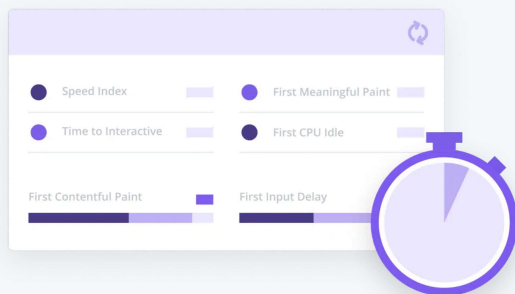 Speed Index
First Meaningful Paint
Time to Interactive
First CPU Idle
First Contentful Paint
First Input Delay